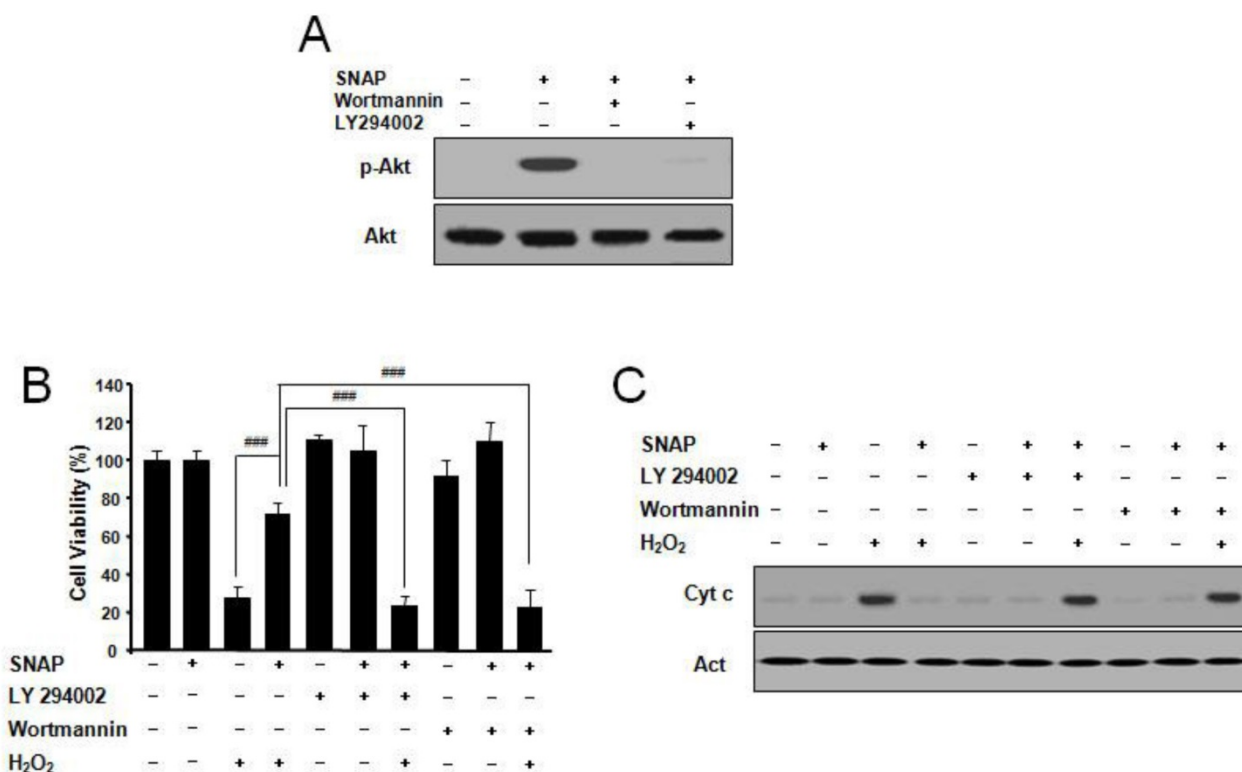 A
SNAP – + + +
Wortmannin – – + –
LY294002 – – – +
p-Akt
Akt
B
Cell Viability (%)
140
120
100
80
60
40
20
0
###
###
###
SNAP – + – + – + + – + +
LY 294002 – – – – + + + – – –
Wortmannin – – – – – – – + + +
H₂O₂ – – + + – – + – – +
C
SNAP – + – + – + + – + +
LY 294002 – – – – + + + – – –
Wortmannin – – – – – – – + + +
H₂O₂ – – + + – – + – – +
Cyt c
Act